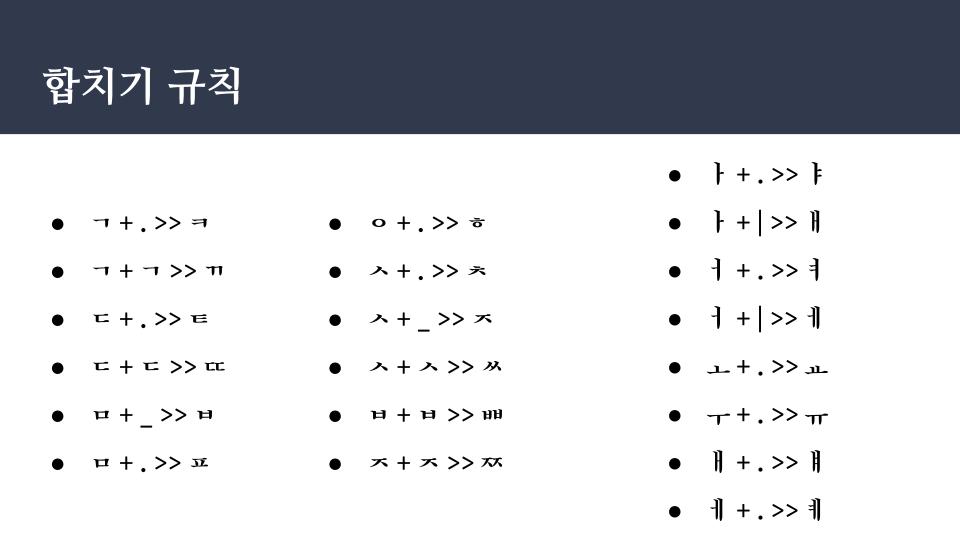 합치기 규칙
● ㄱ + . >> ㅋ
● ㄱ + ㄱ >> ㄲ
● ㄷ + . >> ㅌ
● ㄷ + ㄷ >> ㄸ
● ㅁ + _ >> ㅂ
● ㅁ + . >> ㅍ
● ㅇ + . >> ㅎ
● ㅅ + . >> ㅊ
● ㅅ + _ >> ㅈ
● ㅅ + ㅅ >> ㅆ
● ㅂ + ㅂ >> ㅃ
● ㅈ + ㅈ >> ㅉ
● ㅏ + . >> ㅑ
● ㅏ + | >> ㅐ
● ㅓ + . >> ㅕ
● ㅓ + | >> ㅔ
● ㅗ + . >> ㅛ
● ㅜ + . >> ㅠ
● ㅐ + . >> ㅒ
● ㅔ + . >> ㅖ